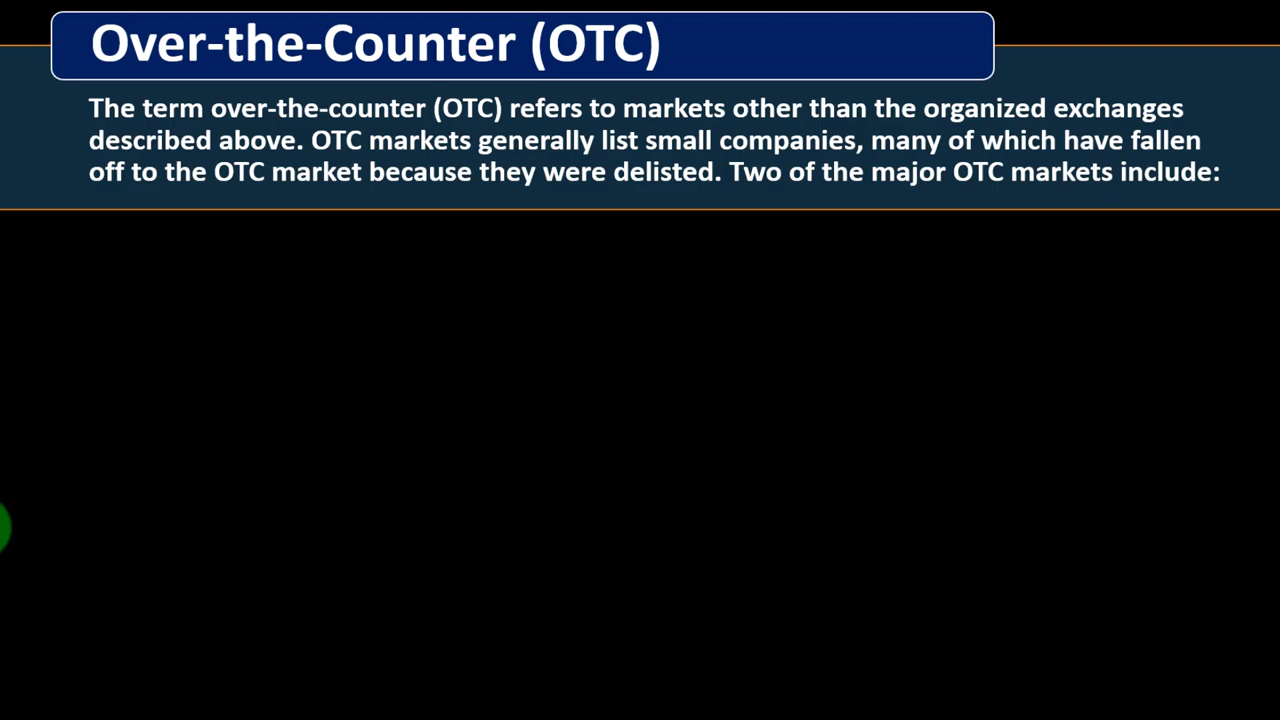 Over-the-Counter (OTC)
The term over-the-counter (OTC) refers to markets other than the organized exchanges
described above. OTC markets generally list small companies, many of which have fallen
off to the OTC market because they were delisted. Two of the major OTC markets include: